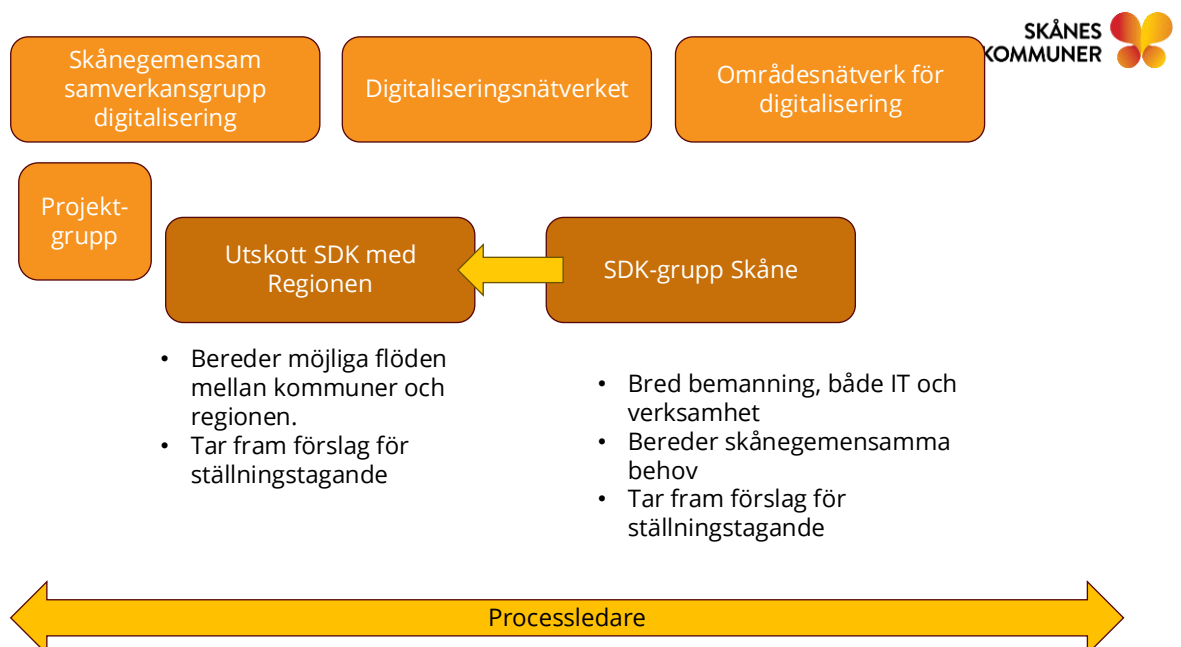 SKÅNES
KOMMUNER
Skånegemensam
samverkansgrupp
digitalisering
Digitaliseringsnätverket
Områdesnätverk för
digitalisering
Projekt-
grupp
Utskott SDK med
Regionen
SDK-grupp Skåne
• Bereder möjliga flöden
mellan kommuner och
regionen.
• Tar fram förslag för
ställningstagande
• Bred bemanning, både IT och
verksamhet
• Bereder skånegemensamma
behov
• Tar fram förslag för
ställningstagande
Processledare